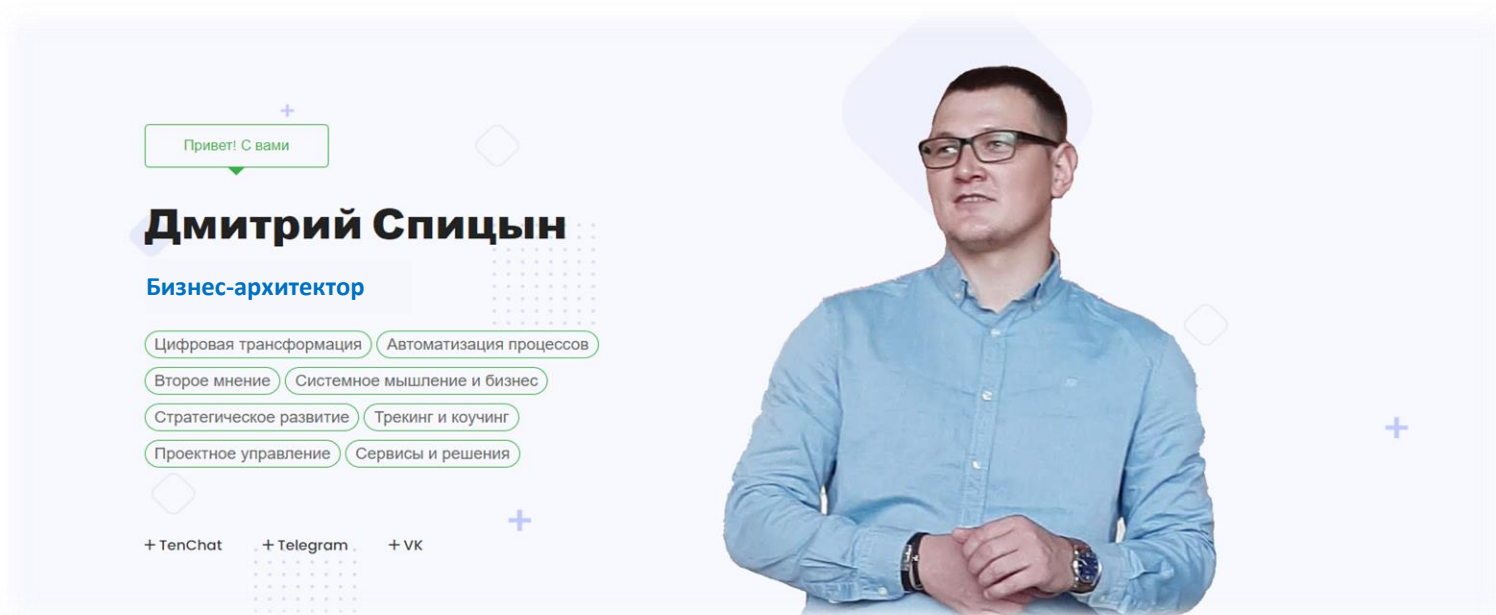 Привет! С вами
Дмитрий Спицын
Бизнес-архитектор
Цифровая трансформация Автоматизация процессов
Второе мнение Системное мышление и бизнес
Стратегическое развитие Трекинг и коучинг
Проектное управление Сервисы и решения
+ TenChat + Telegram + VK